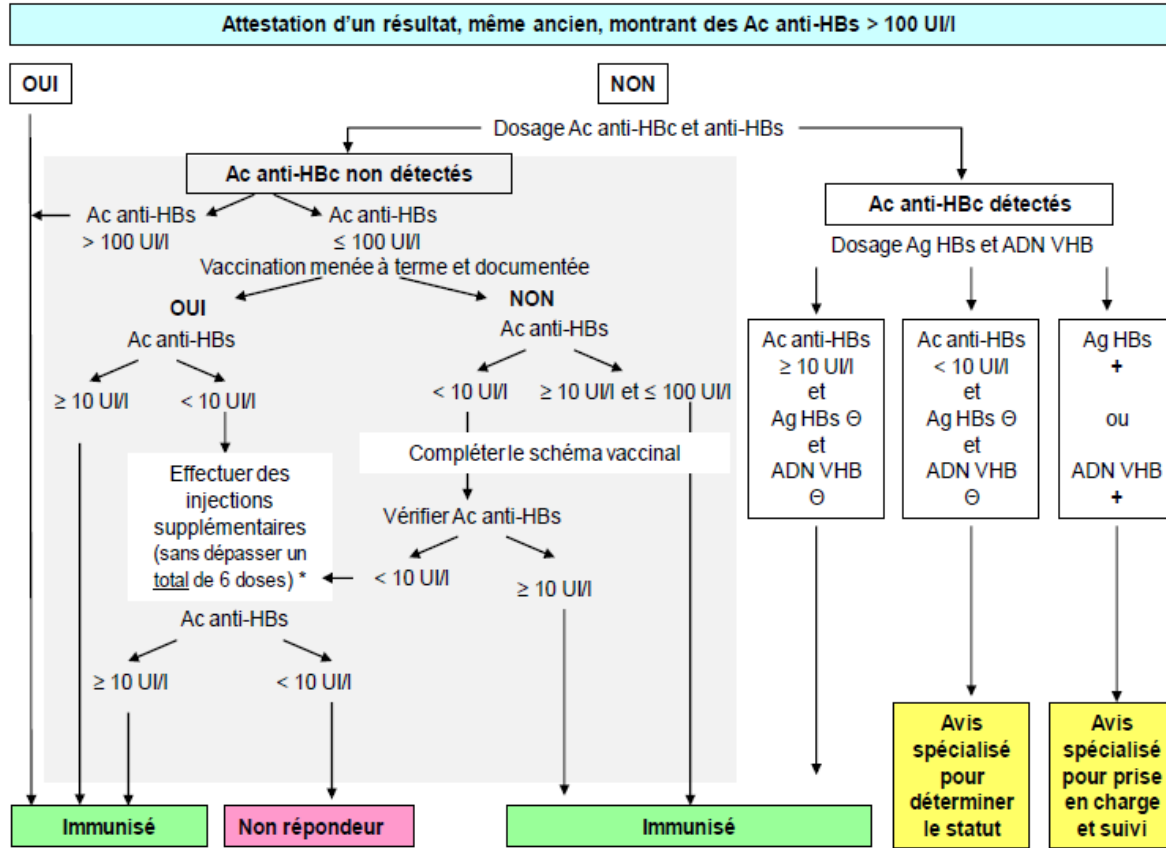 Attestation d'un résultat, même ancien, montrant des Ac anti-HBs > 100 UI/l
OUI
NON
Dosage Ac anti-HBc et anti-HBs
Ac anti-HBc non détectés
Ac anti-HBs
> 100 UI/l
Ac anti-HBs
≤ 100 UI/l
Vaccination menée à terme et documentée
OUI
Ac anti-HBs
≥ 10 UI/l
< 10 UI/l
NON
Ac anti-HBs
< 10 UI/l
≥ 10 UI/l et ≤ 100 UI/l
Effectuer des
injections
supplémentaires
(sans dépasser un
total de 6 doses) *
Compléter le schéma vaccinal
Vérifier Ac anti-HBs
< 10 UI/l
≥ 10 UI/l
Ac anti-HBs
≥ 10 UI/l
< 10 UI/l
Ac anti-HBc détectés
Dosage Ag HBs et ADN VHB
Ac anti-HBs
≥ 10 UI/l
et
Ag HBs Θ
et
ADN VHB
Θ
Ac anti-HBs
< 10 UI/l
et
Ag HBs Θ
et
ADN VHB
Θ
Ag HBs
+
ou
ADN VHB
+
Immunisé
Non répondeur
Immunisé
Avis
spécialisé
pour
déterminer
le statut
Avis
spécialisé
pour prise
en charge
et suivi